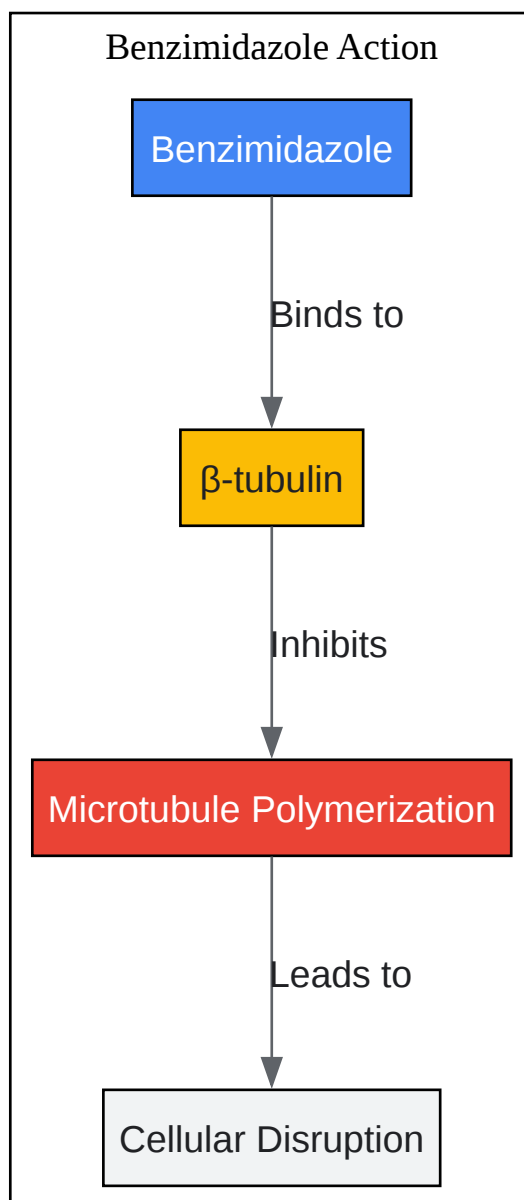 Benzimidazole Action
Benzimidazole
Binds to
β-tubulin
Inhibits
Microtubule Polymerization
Leads to
Cellular Disruption